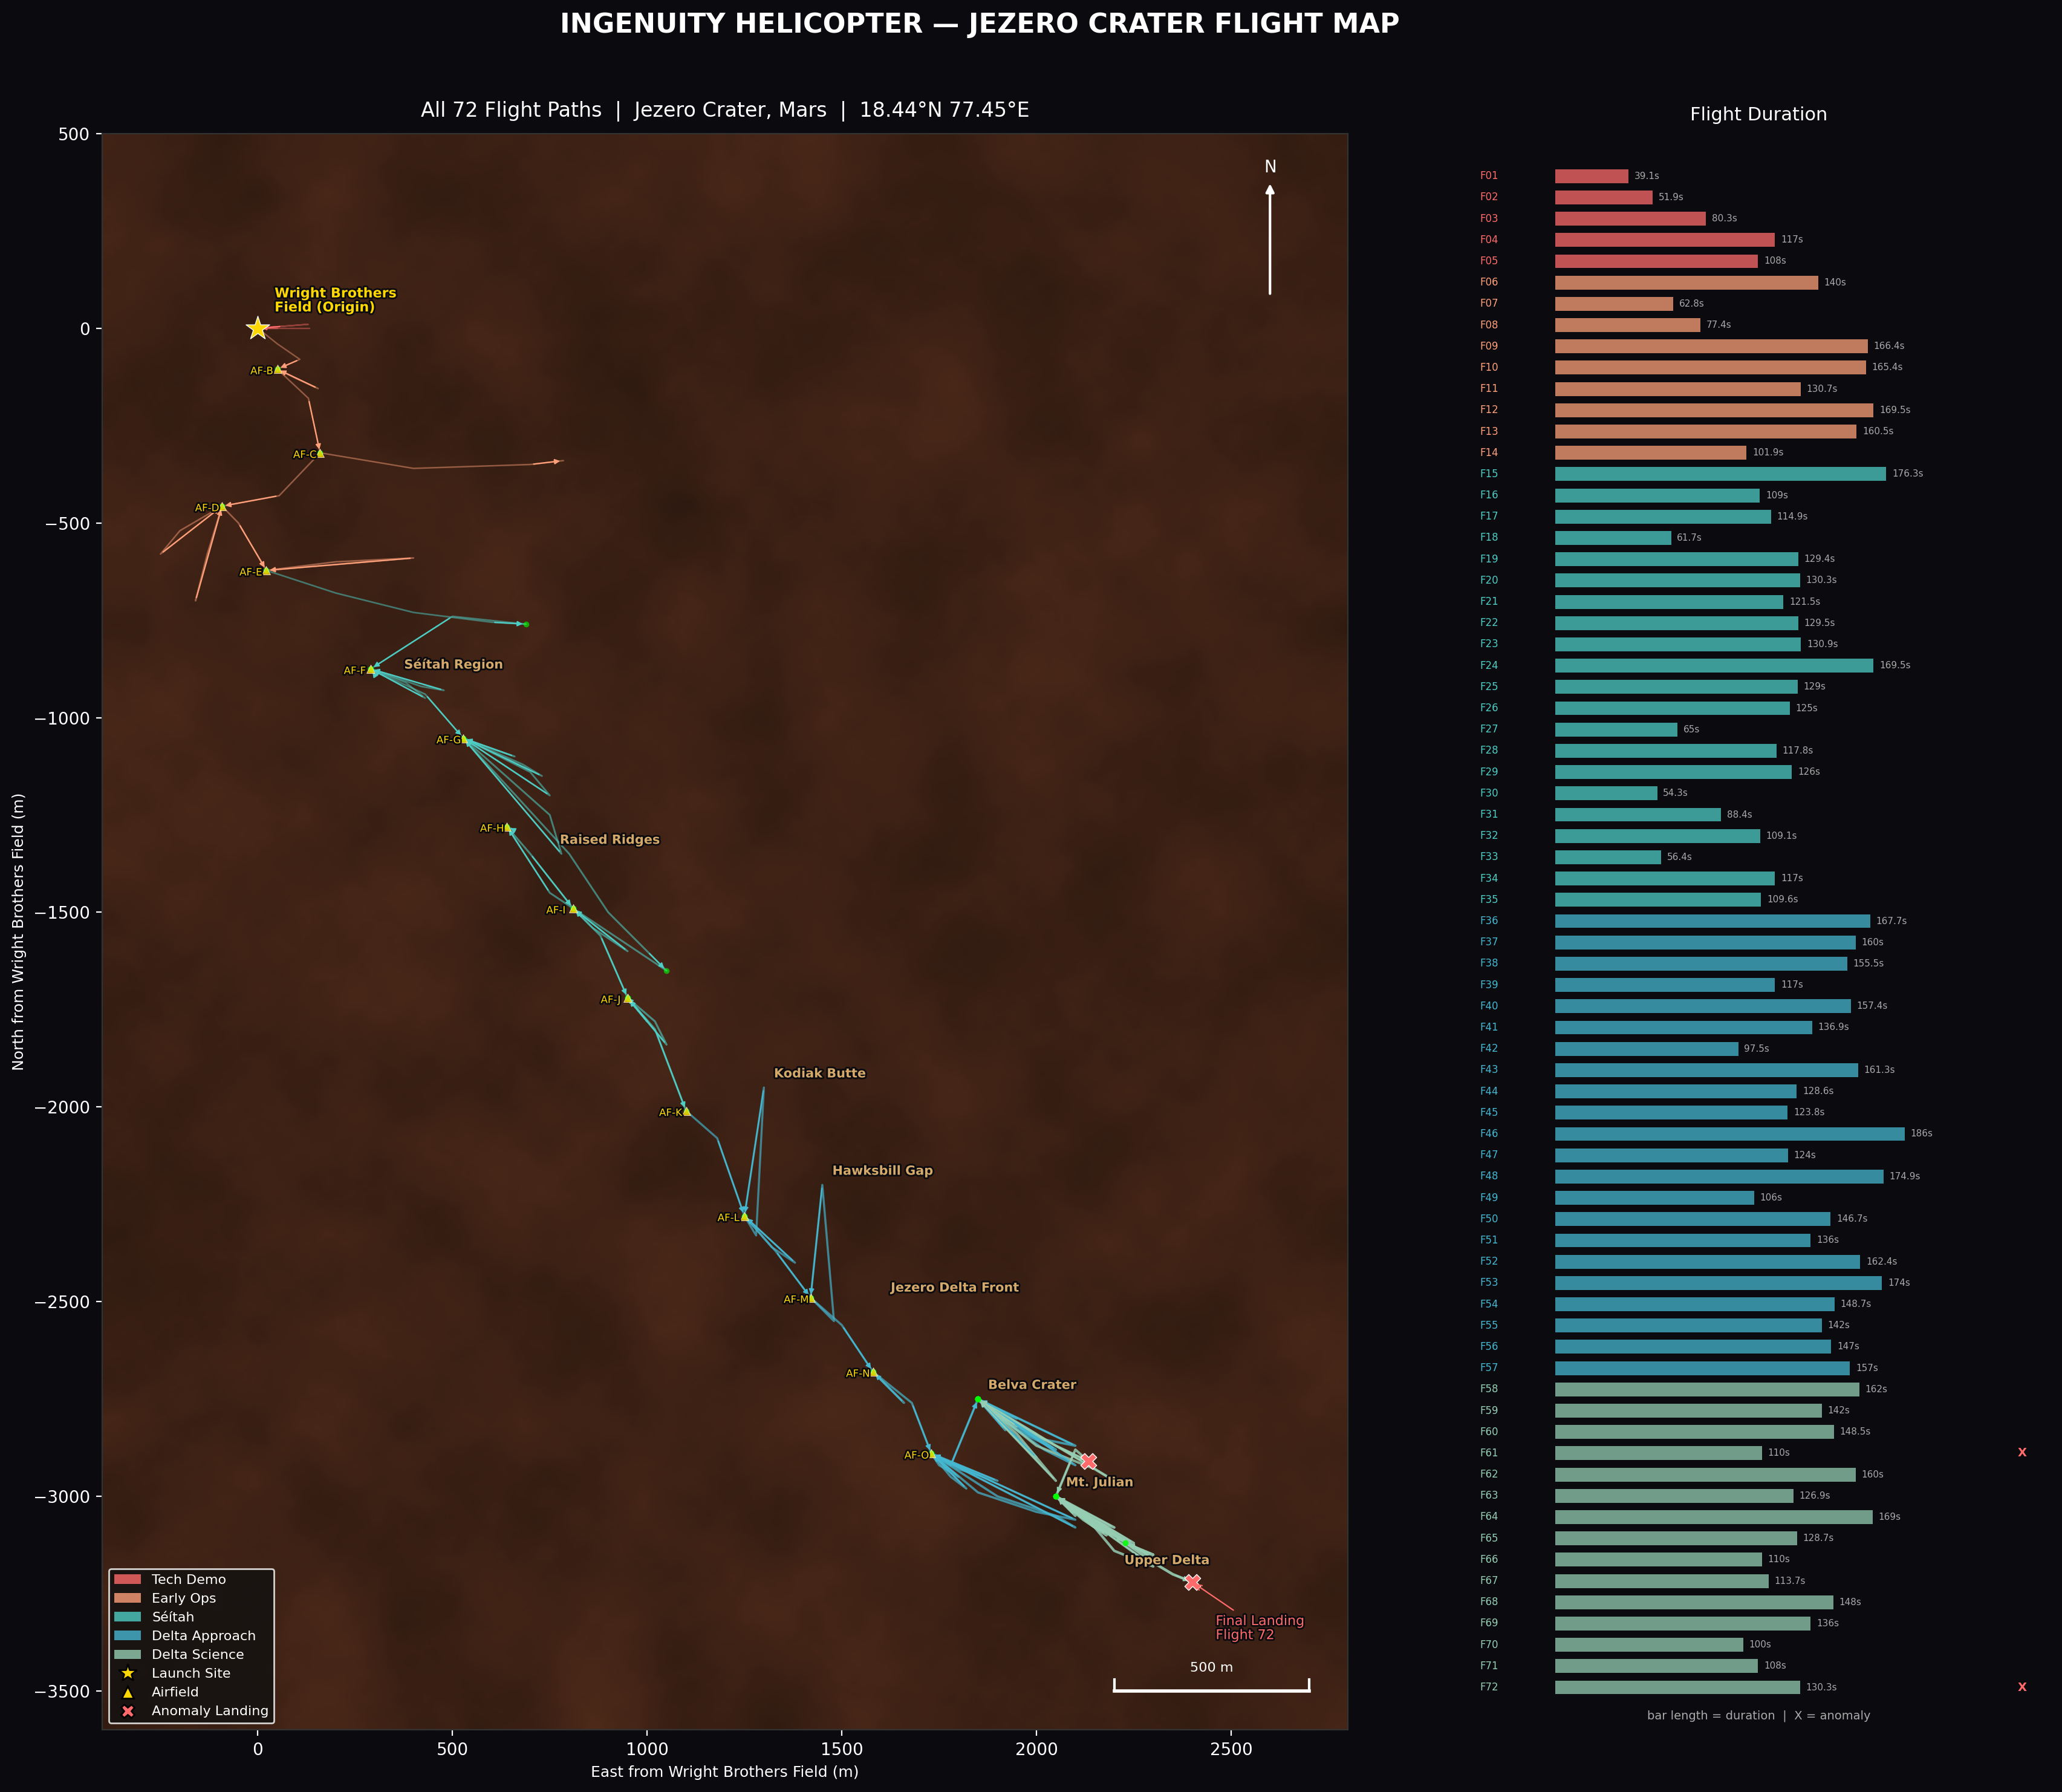 INGENUITY HELICOPTER — JEZERO CRATER FLIGHT MAP
All 72 Flight Paths | Jezero Crater, Mars | 18.44°N 77.45°E
500
0
−500
−1000
−1500
−2000
−2500
−3000
−3500
North from Wright Brothers Field (m)
N
Wright Brothers
Field (Origin)
AF-B
AF-C
AF-D
AF-E
AF-F
Séítah Region
AF-G
AF-H
Raised Ridges
AF-I
AF-J
Kodiak Butte
AF-K
Hawksbill Gap
AF-L
Jezero Delta Front
AF-M
AF-N
Belva Crater
AF-O
Mt. Julian
Upper Delta
Final Landing
Flight 72
500 m
Tech Demo
Early Ops
Séítah
Delta Approach
Delta Science
Launch Site
Airfield
Anomaly Landing
0
500
1000
1500
2000
2500
East from Wright Brothers Field (m)
Flight Duration
F01 39.1s
F02 51.9s
F03 80.3s
F04 117s
F05 108s
F06 140s
F07 62.8s
F08 77.4s
F09 166.4s
F10 165.4s
F11 130.7s
F12 169.5s
F13 160.5s
F14 101.9s
F15 176.3s
F16 109s
F17 114.9s
F18 61.7s
F19 129.4s
F20 130.3s
F21 121.5s
F22 129.5s
F23 130.9s
F24 169.5s
F25 129s
F26 125s
F27 65s
F28 117.8s
F29 126s
F30 54.3s
F31 88.4s
F32 109.1s
F33 56.4s
F34 117s
F35 109.6s
F36 167.7s
F37 160s
F38 155.5s
F39 117s
F40 157.4s
F41 136.9s
F42 97.5s
F43 161.3s
F44 128.6s
F45 123.8s
F46 186s
F47 124s
F48 174.9s
F49 106s
F50 146.7s
F51 136s
F52 162.4s
F53 174s
F54 148.7s
F55 142s
F56 147s
F57 157s
F58 162s
F59 142s
F60 148.5s
F61 110s X
F62 160s
F63 126.9s
F64 169s
F65 128.7s
F66 110s
F67 113.7s
F68 148s
F69 136s
F70 100s
F71 108s
F72 130.3s X
bar length = duration | X = anomaly